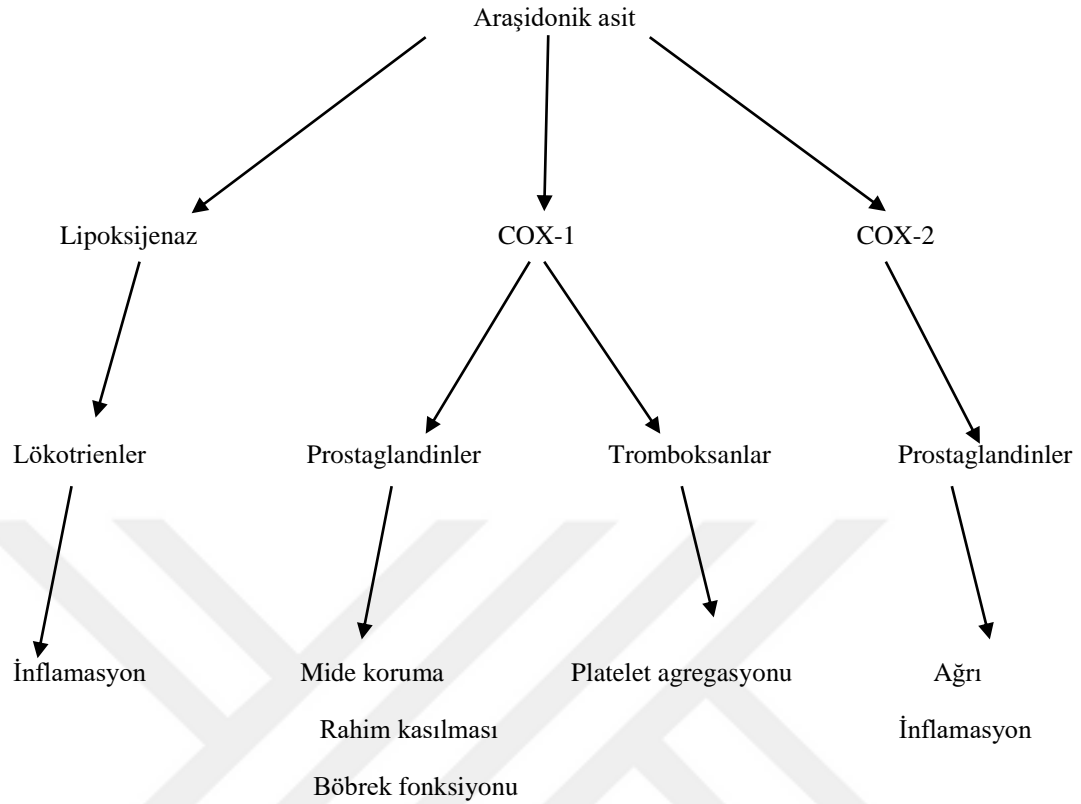 Araşidonik asit
Lipoksijenaz COX-1 COX-2
Lökotrienler Prostaglandinler Tromboksanlar Prostaglandinler
İnflamasyon Mide koruma Platelet agregasyonu Ağrı
Rahim kasılması İnflamasyon
Böbrek fonksiyonu